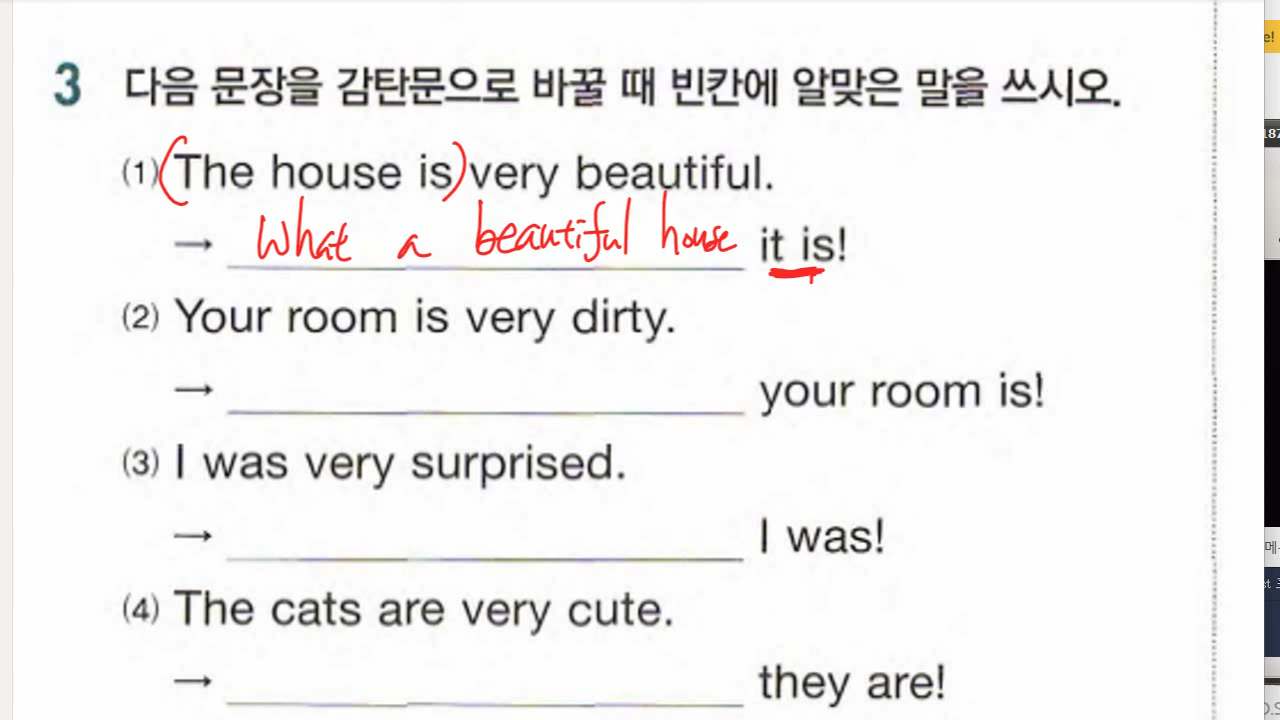 3 다음 문장을 감탄문으로 바꿀 때 빈칸에 알맞은 말을 쓰시오.
(1) (The house is) very beautiful.
→ What a beautiful house it is!
(2) Your room is very dirty.
→ your room is!
(3) I was very surprised.
→ I was!
(4) The cats are very cute.
→ they are!